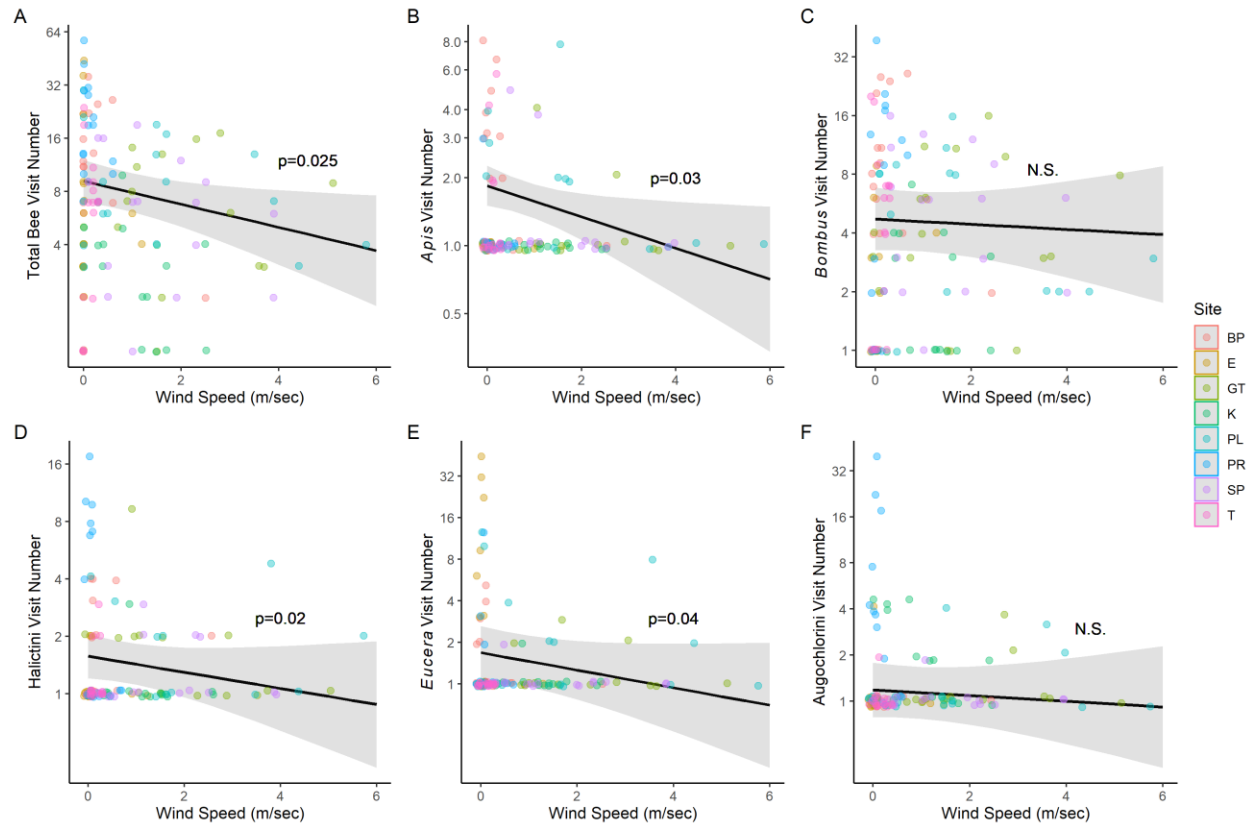 A
Total Bee Visit Number
64
32
16
8
4
p=0.025
0
2
4
6
Wind Speed (m/sec)
B
Apis Visit Number
8.0
4.0
3.0
2.0
1.0
0.5
p=0.03
0
2
4
6
Wind Speed (m/sec)
C
Bombus Visit Number
32
16
8
4
2
1
N.S.
0
2
4
6
Wind Speed (m/sec)
Site
BP
E
GT
K
PL
PR
SP
T
D
Halictini Visit Number
16
8
4
2
1
p=0.02
0
2
4
6
Wind Speed (m/sec)
E
Eucera Visit Number
32
16
8
4
2
1
p=0.04
0
2
4
6
Wind Speed (m/sec)
F
Augochlorini Visit Number
32
16
8
4
2
1
N.S.
0
2
4
6
Wind Speed (m/sec)